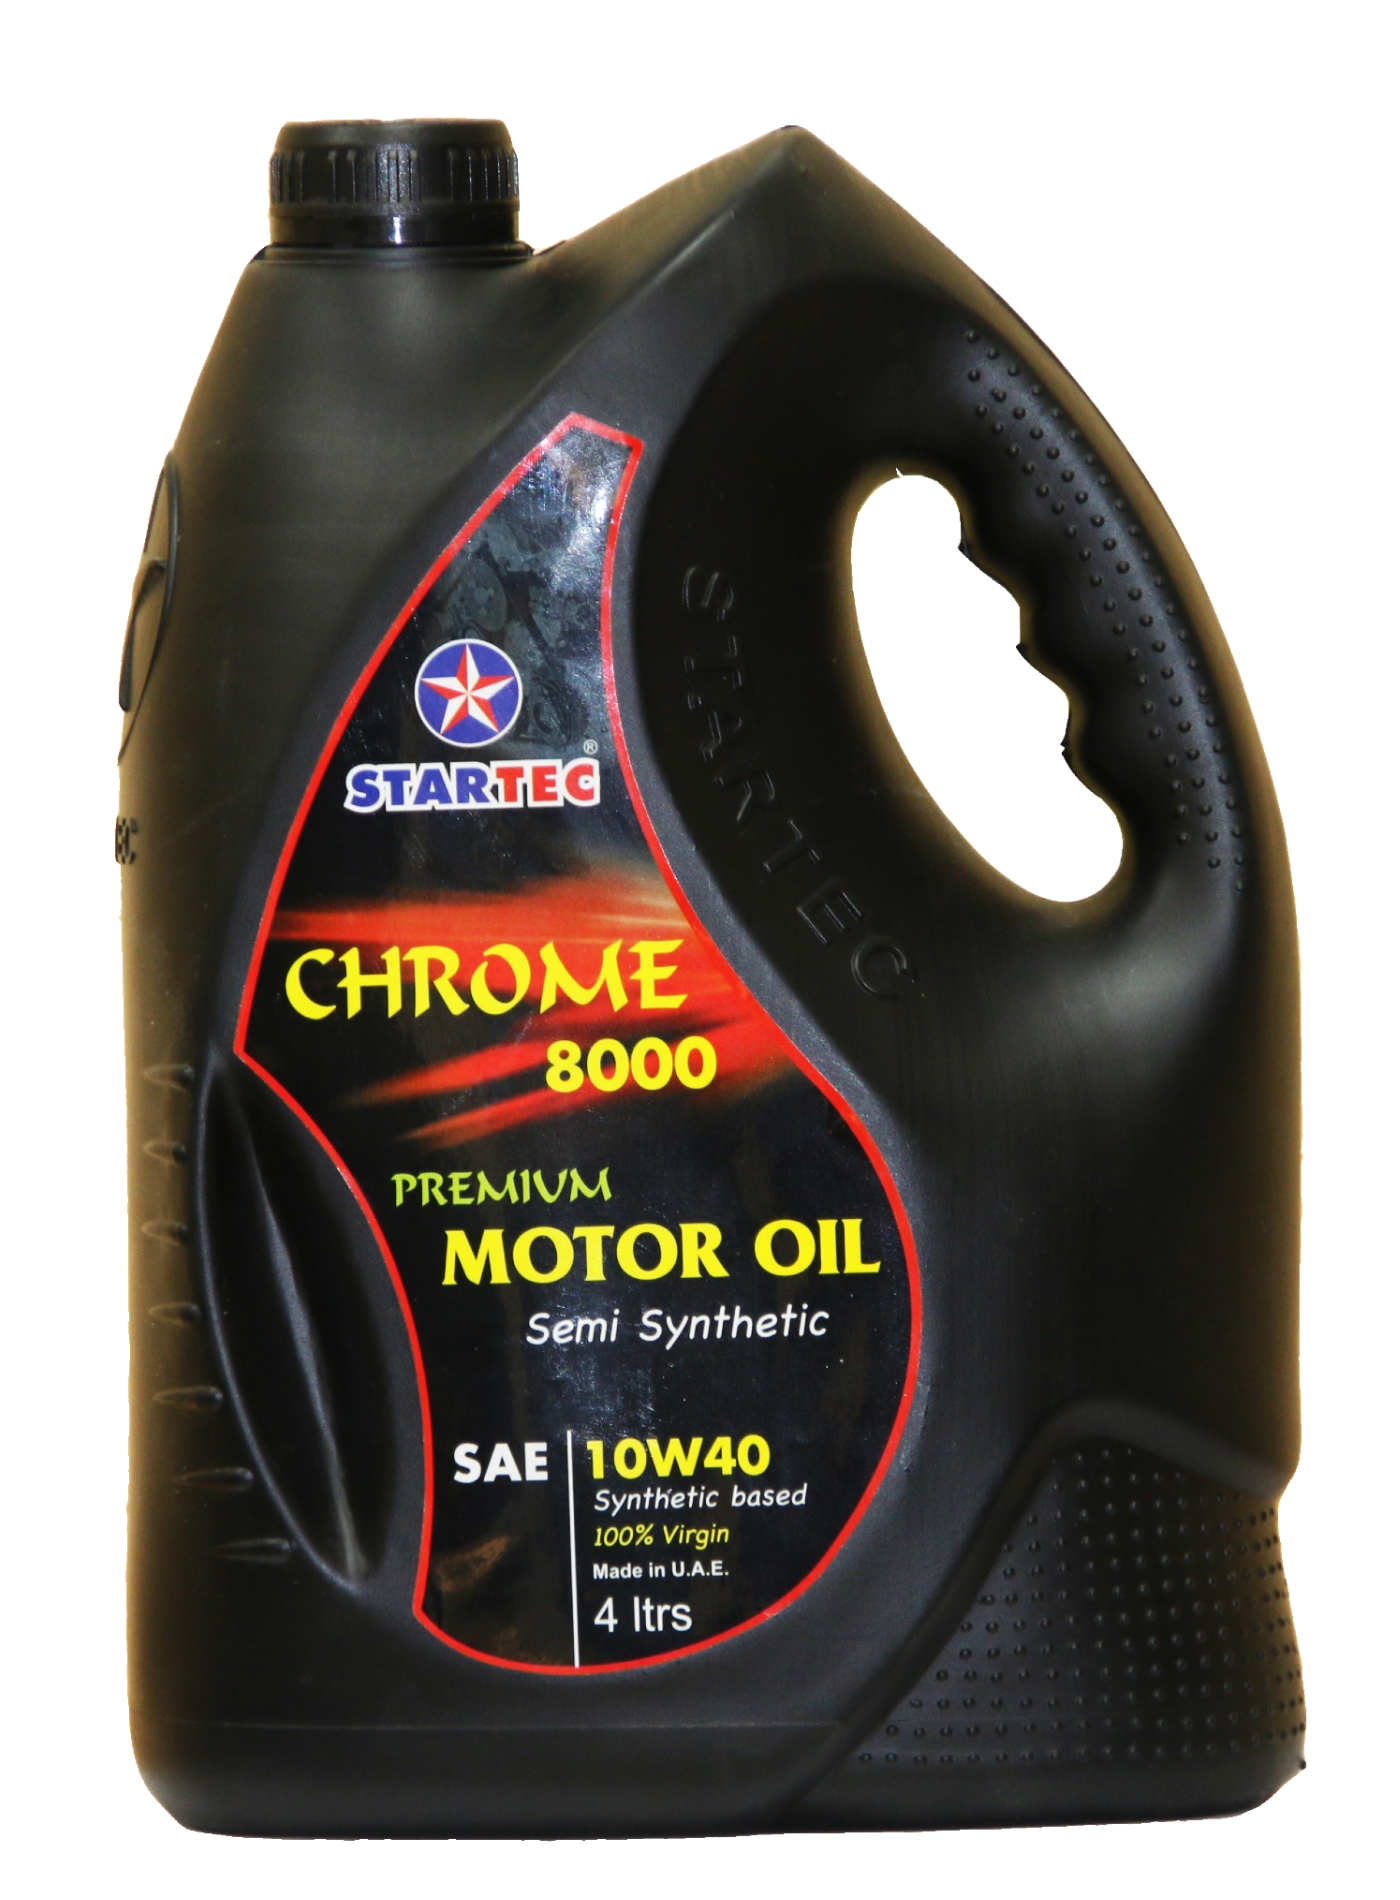 ®
STARTEC
CHROME
8000
PREMIUM
MOTOR OIL
Semi Synthetic
SAE 10W40
Synthetic based
100% Virgin
Made in U.A.E.
4 ltrs
STARTEC
EC